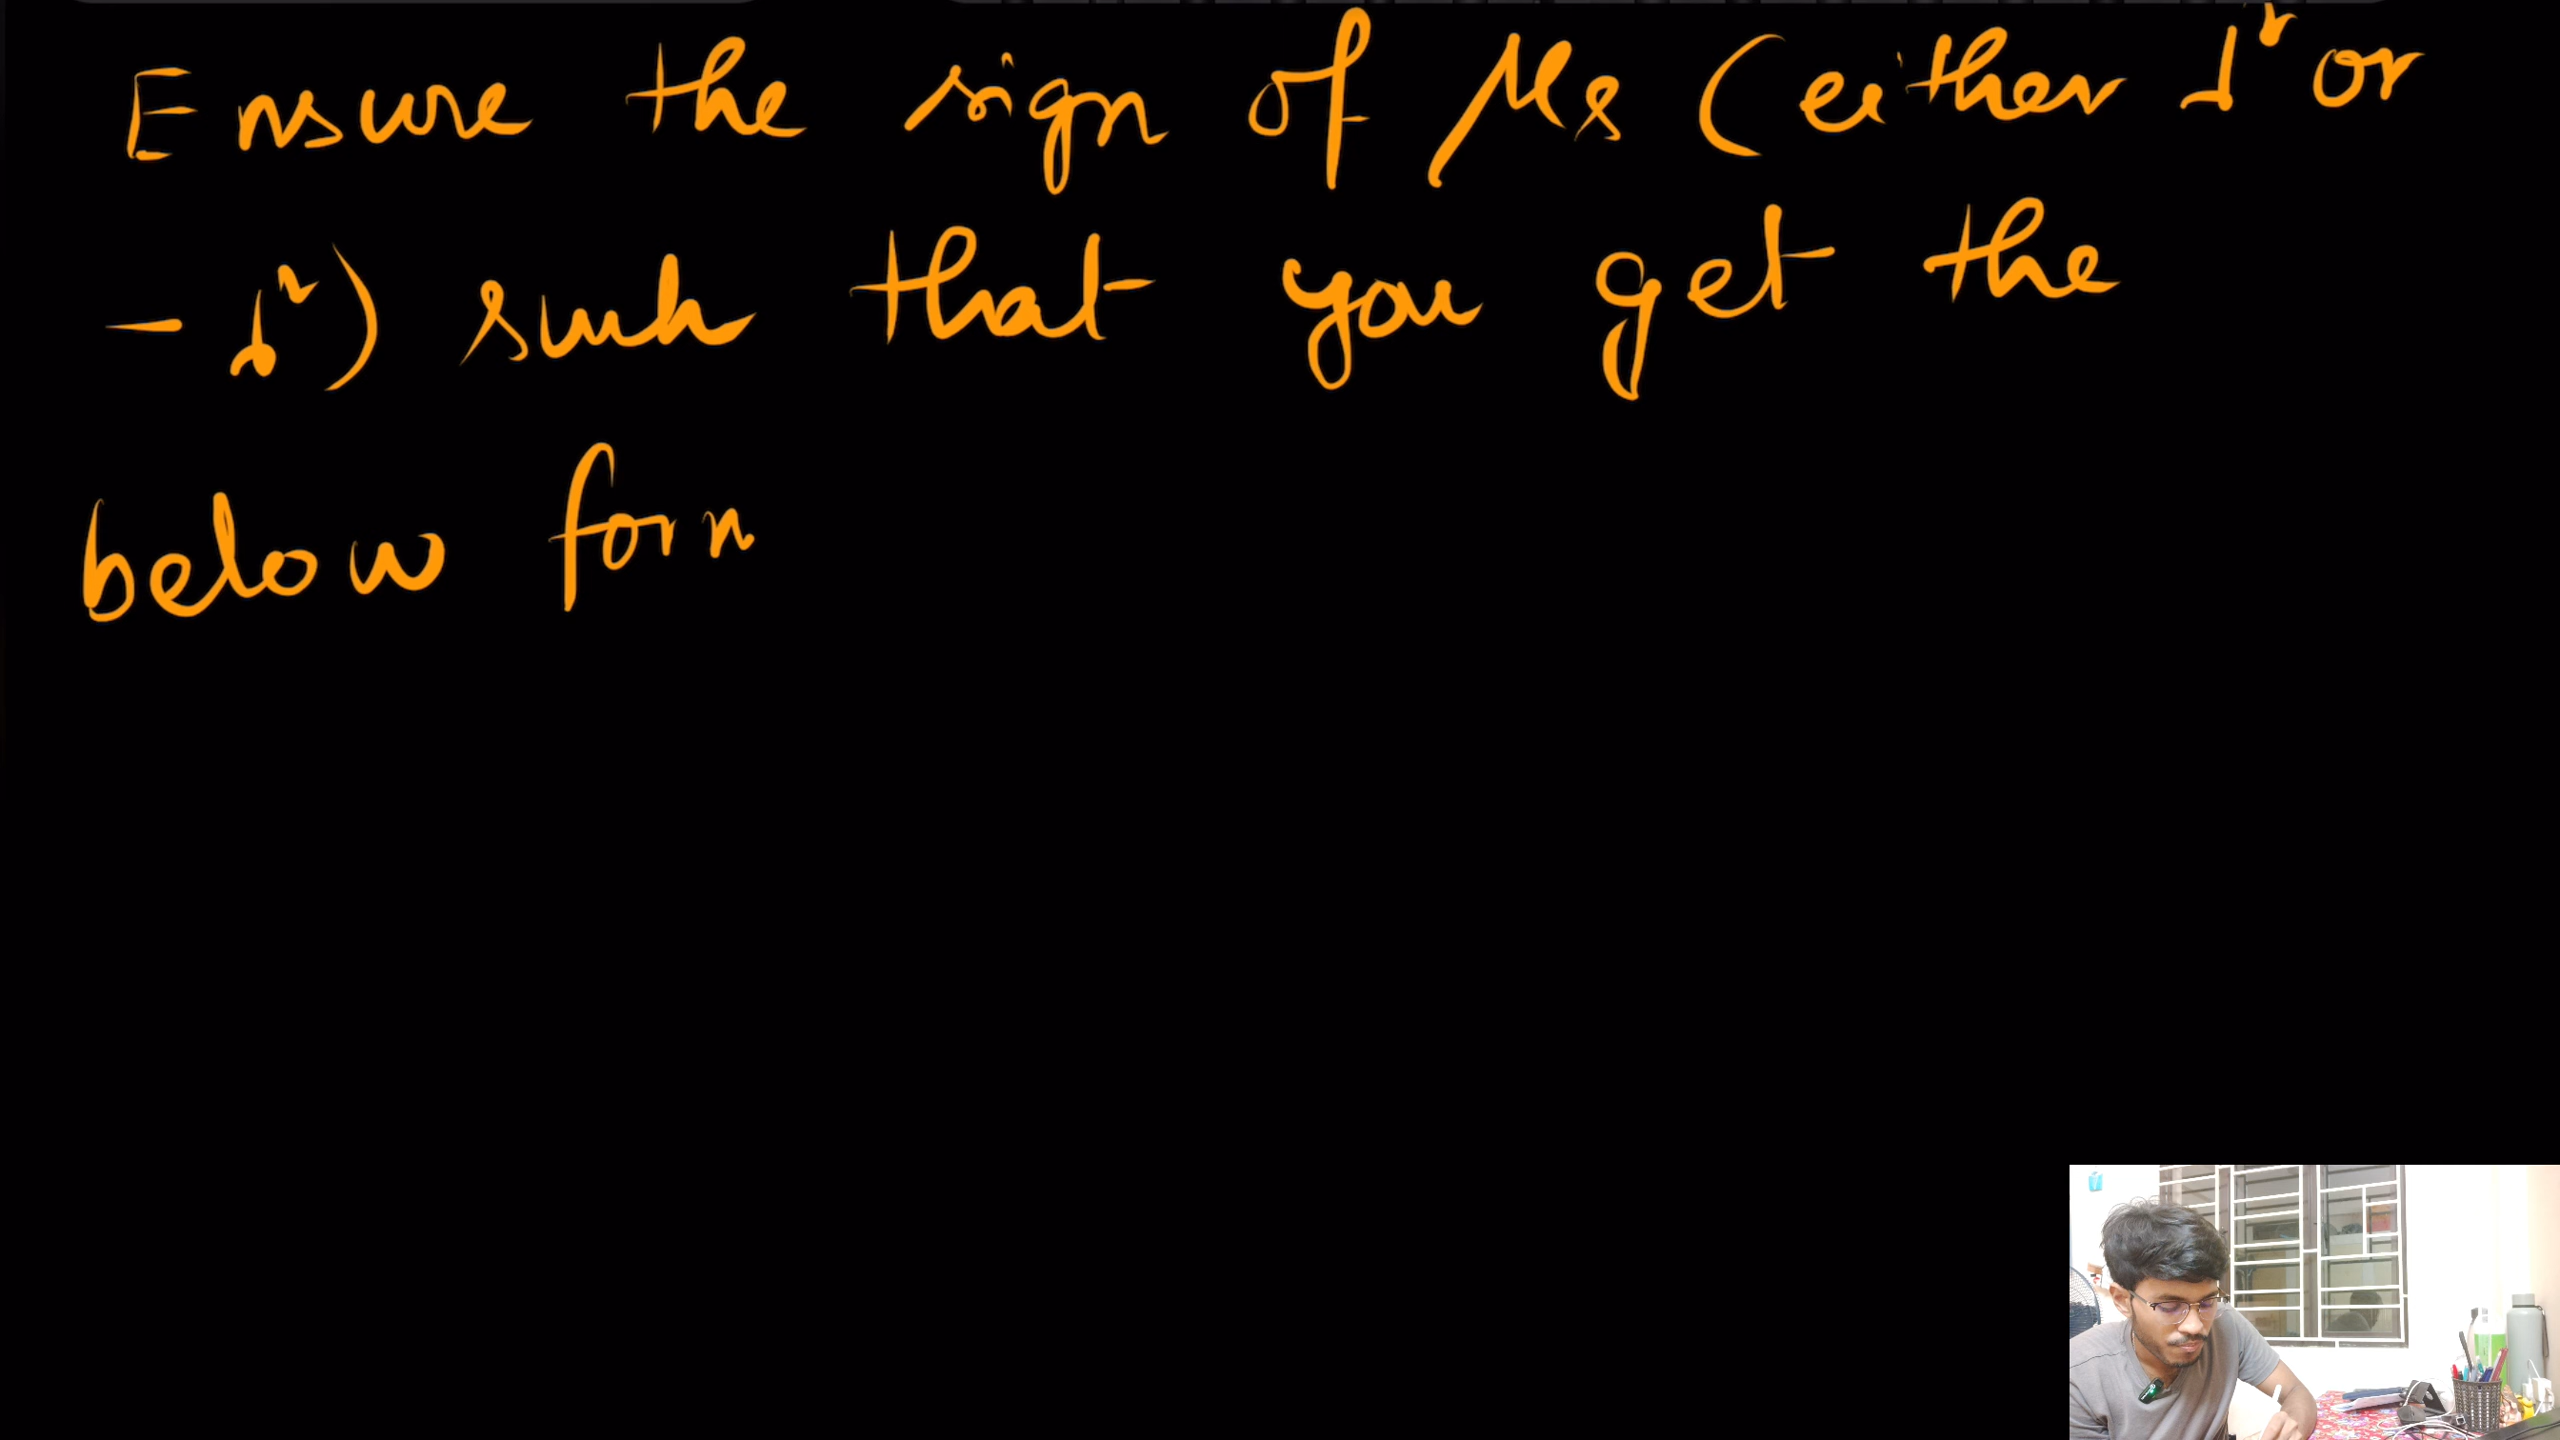 Ensure the sign of μs (either λ² or
- λ²) such that you get the
below form